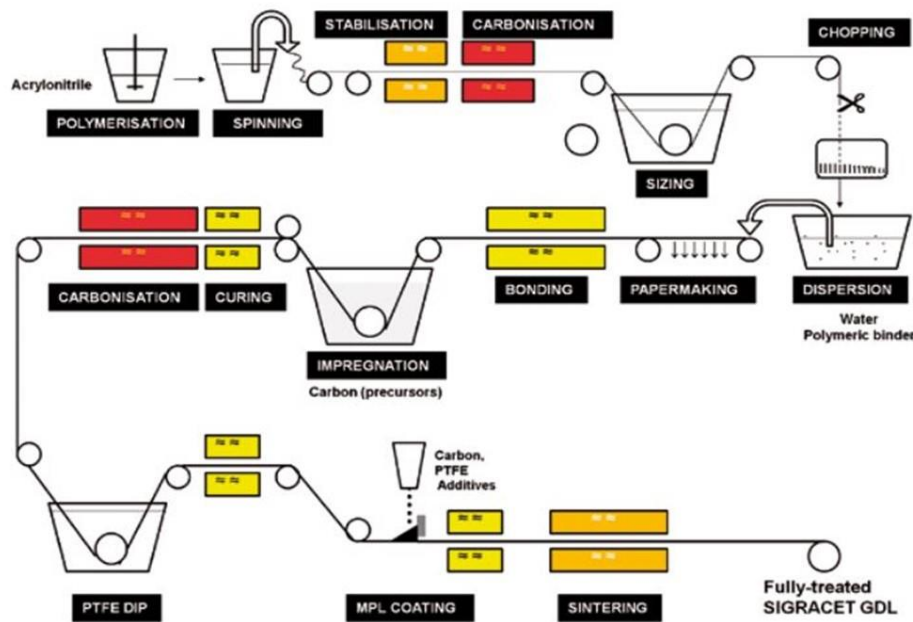 STABILISATION
CARBONISATION
CHOPPING
Acrylonitrile
POLYMERISATION
SPINNING
SIZING
CARBONISATION
CURING
BONDING
PAPERMAKING
DISPERSION
Water
Polymeric binder
IMPREGNATION
Carbon (precursors)
Carbon,
PTFE
Additives
PTFE DIP
MPL COATING
SINTERING
Fully-treated
SIGRACET GDL